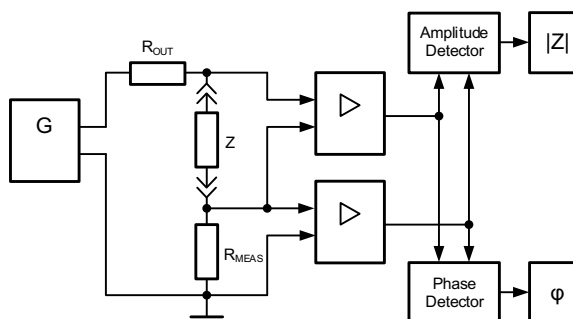 Amplitude
Detector
|Z|
R_OUT
G
Z
R_MEAS
Phase
Detector
φ